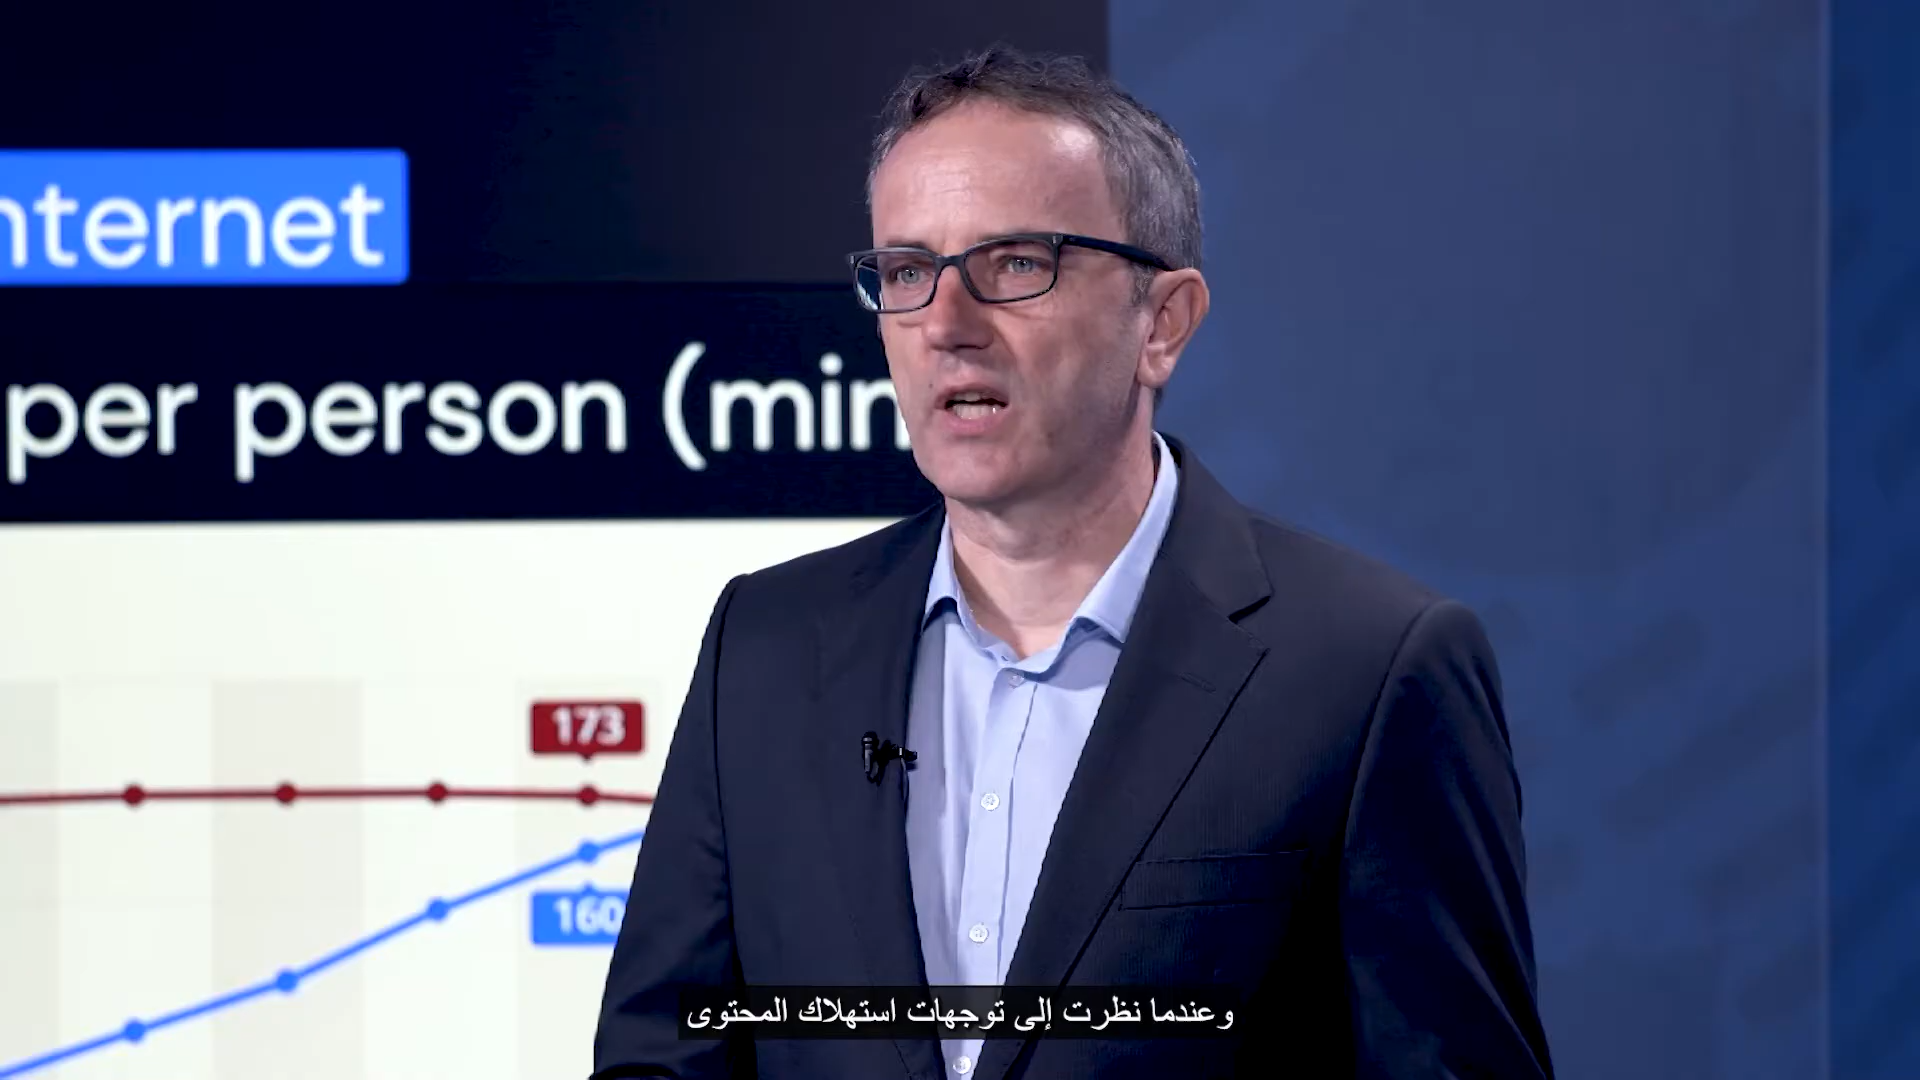 nternet
per person (min
173
160
وعندما نظرت إلى توجهات استهلاك المحتوى